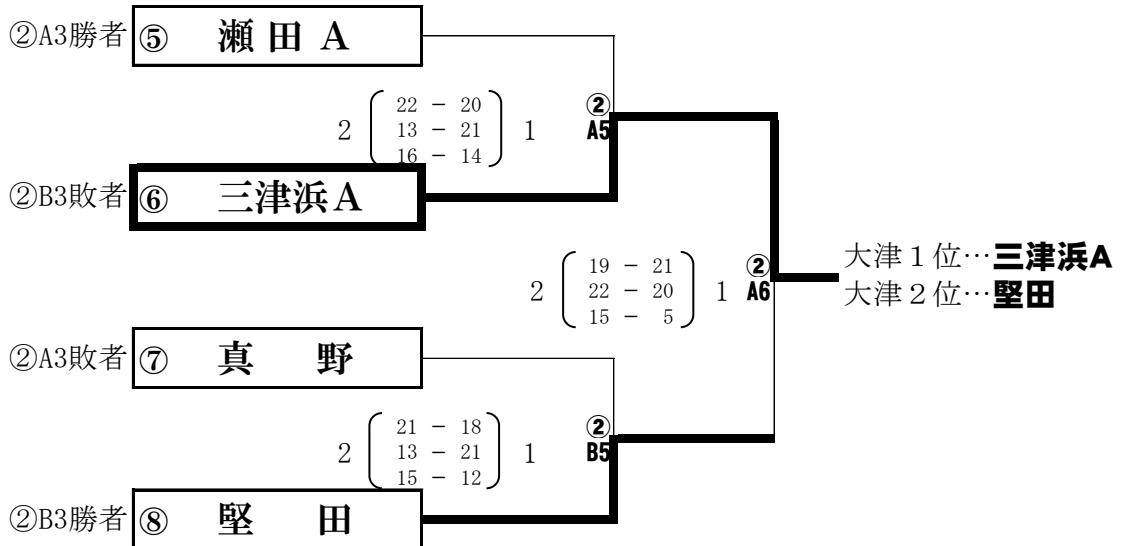 ②A3勝者 ⑤ 瀬田A
22 － 20 ②
2 13 － 21 1 A5
16 － 14
②B3敗者 ⑥ 三津浜A
大津１位…三津浜A
19 － 21 ②
2 22 － 20 1 A6
大津２位…堅田
15 － 5
②A3敗者 ⑦ 真 野
21 － 18 ②
2 13 － 21 1 B5
15 － 12
②B3勝者 ⑧ 堅 田